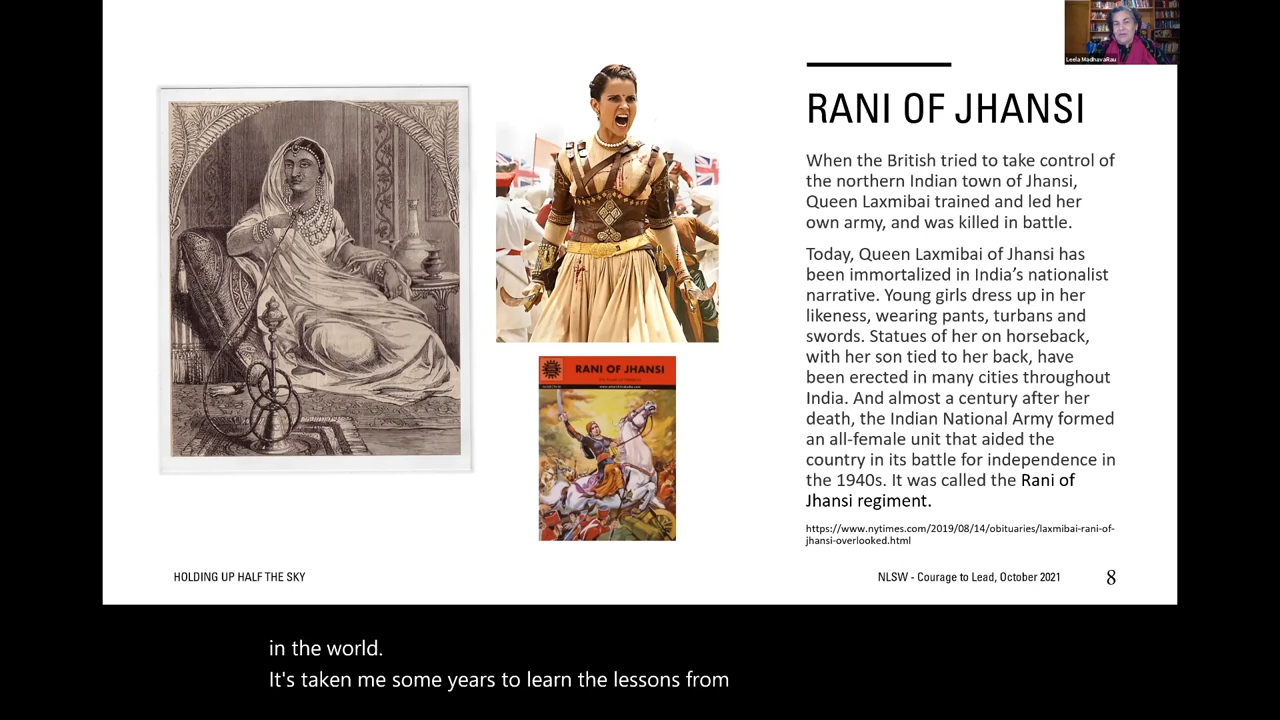 Leela MadhavaRau
RANI OF JHANSI
When the British tried to take control of
the northern Indian town of Jhansi,
Queen Laxmibai trained and led her
own army, and was killed in battle.
Today, Queen Laxmibai of Jhansi has
been immortalized in India’s nationalist
narrative. Young girls dress up in her
likeness, wearing pants, turbans and
swords. Statues of her on horseback,
with her son tied to her back, have
been erected in many cities throughout
India. And almost a century after her
death, the Indian National Army formed
an all-female unit that aided the
country in its battle for independence in
the 1940s. It was called the Rani of
Jhansi regiment.
https://www.nytimes.com/2019/08/14/obituaries/laxmibai-rani-of-
jhansi-overlooked.html
RANI OF JHANSI
HOLDING UP HALF THE SKY
NLSW - Courage to Lead, October 2021
8
in the world.
It's taken me some years to learn the lessons from